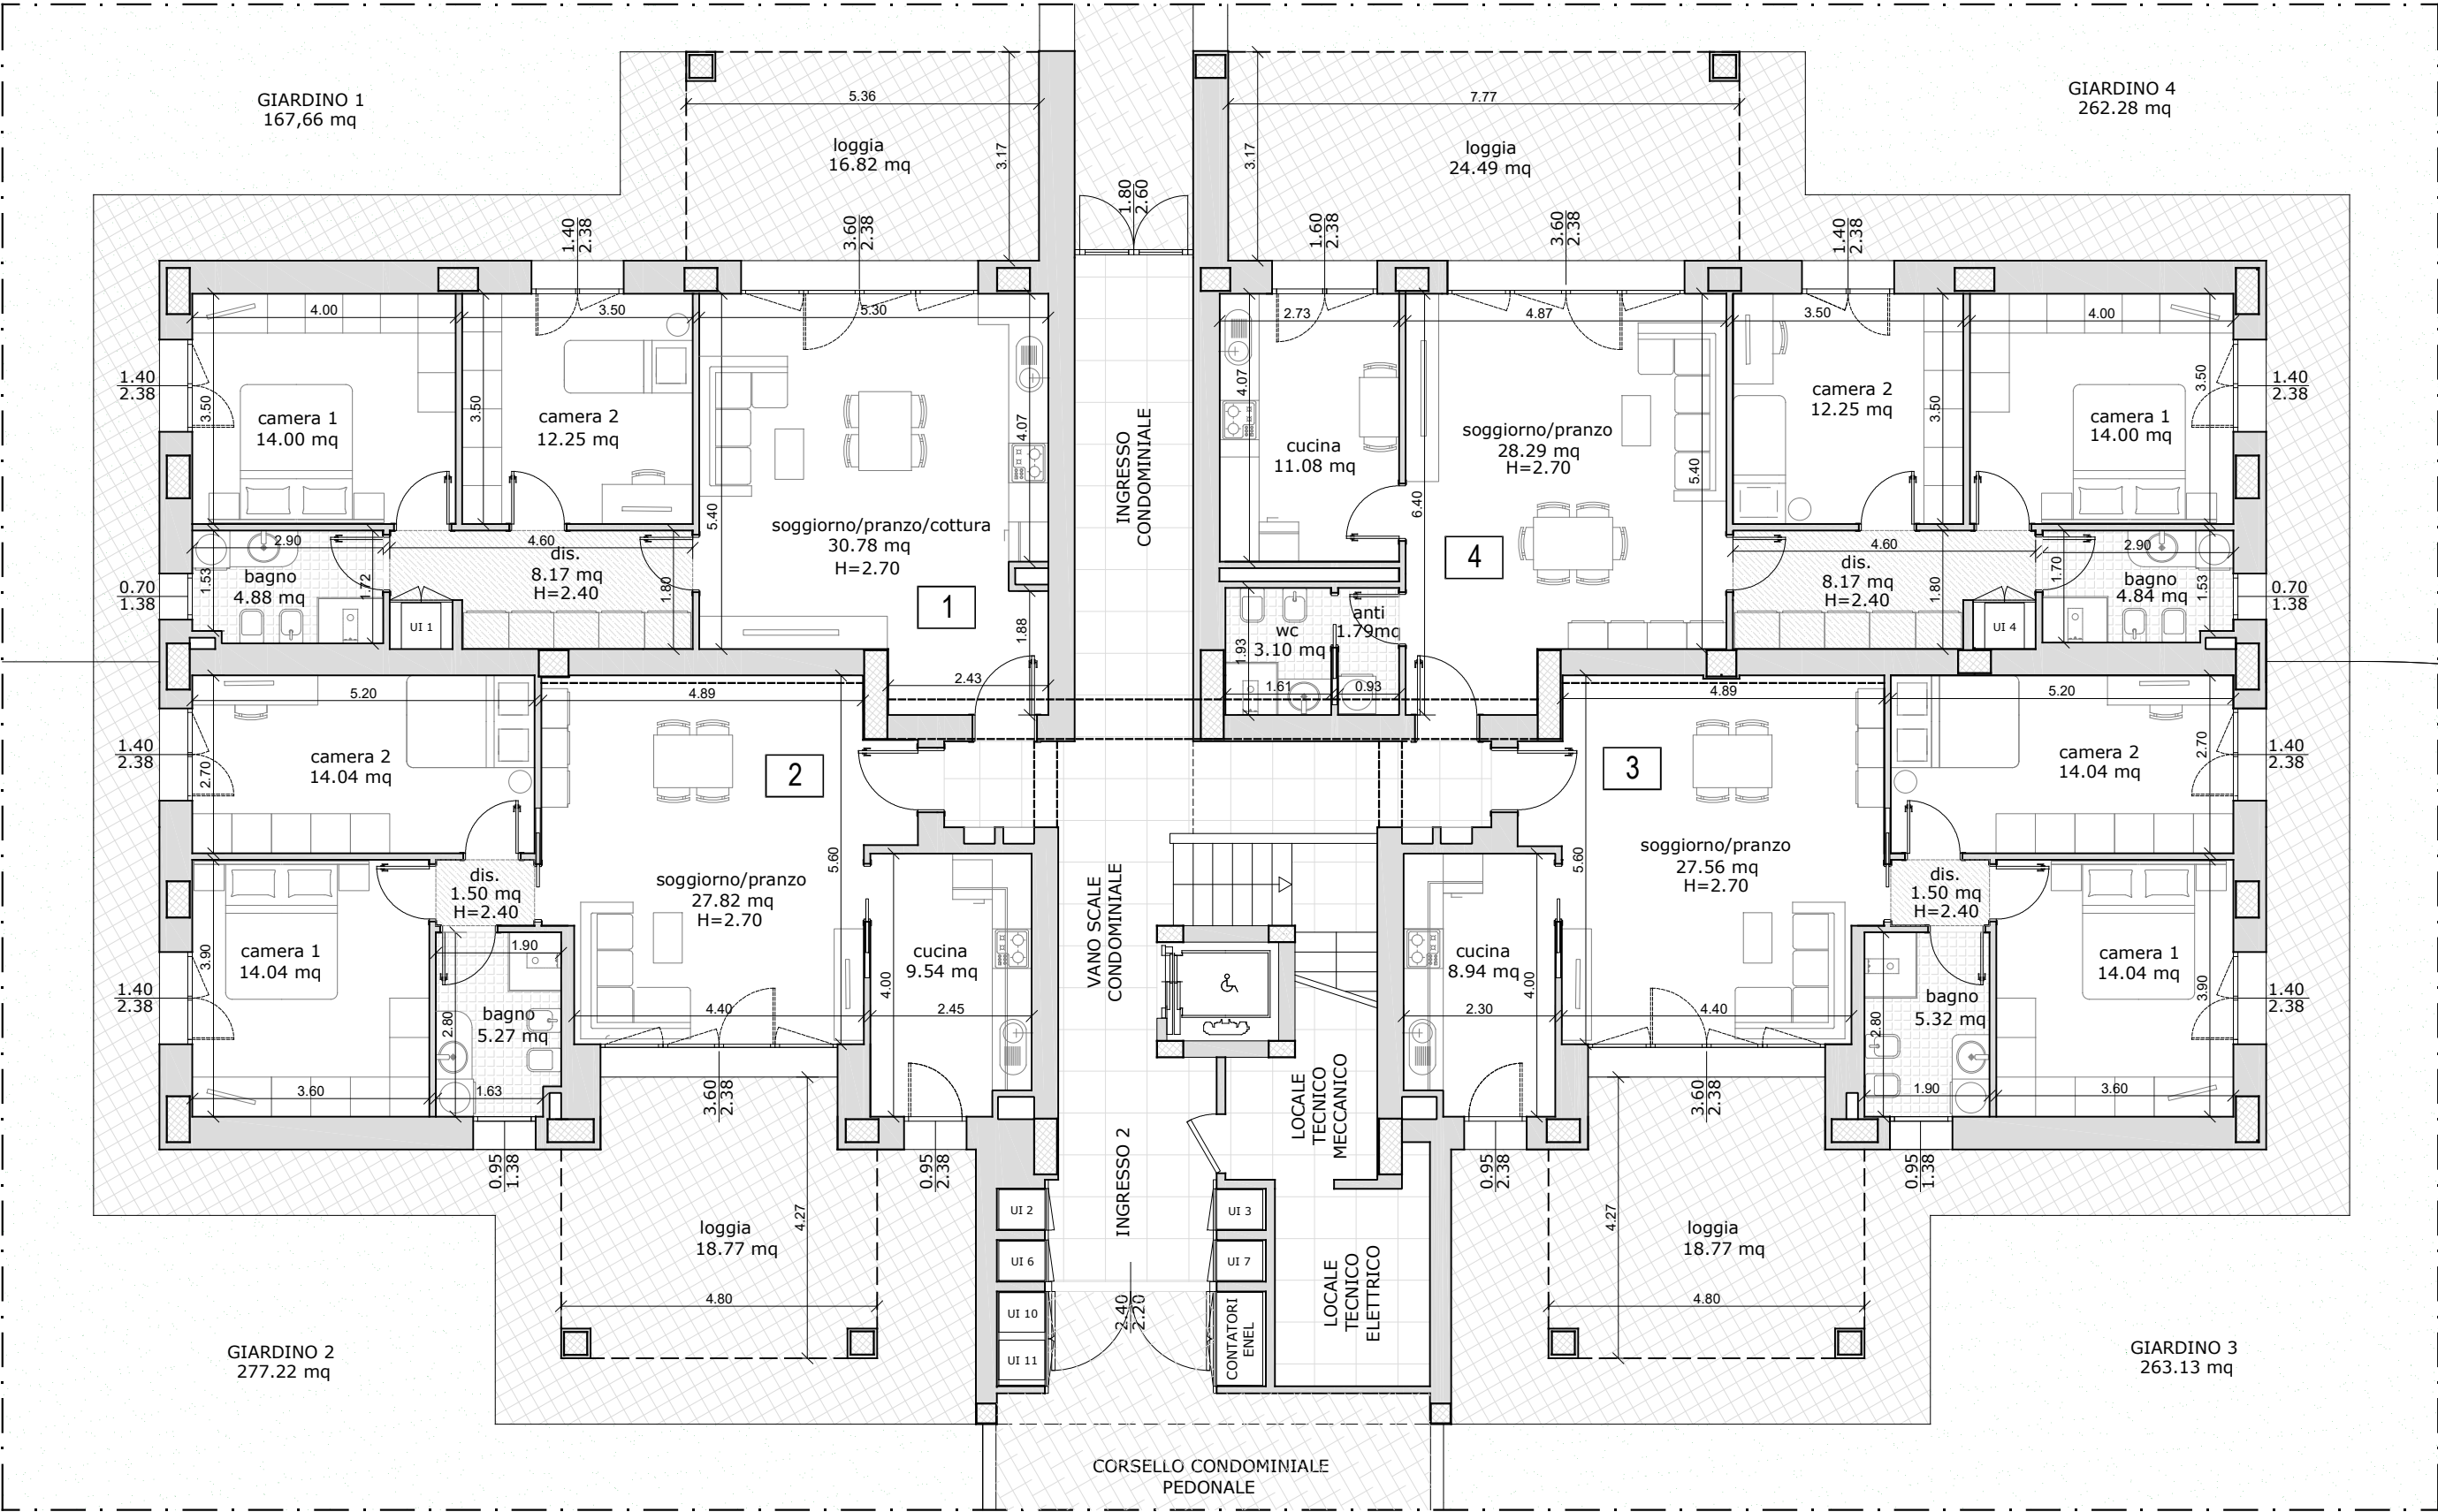 GIARDINO 1
167,66 mq
GIARDINO 4
262.28 mq
5.36
7.77
loggia
16.82 mq
3.17
3.17
loggia
24.49 mq
1.80
2.60
1.40
2.38
3.60
2.38
1.60
2.38
3.60
2.38
1.40
2.38
4.00
3.50
5.30
2.73
4.87
3.50
4.00
1.40
2.38
3.50
camera 1
14.00 mq
3.50
camera 2
12.25 mq
4.07
soggiorno/pranzo/cottura
30.78 mq
H=2.70
5.40
1
1.88
2.43
INGRESSO
CONDOMINIALE
4.07
cucina
11.08 mq
6.40
soggiorno/pranzo
28.29 mq
H=2.70
5.40
4
camera 2
12.25 mq
3.50
camera 1
14.00 mq
3.50
1.40
2.38
2.90
4.60
0.70
1.38
1.53
bagno
4.88 mq
1.72
dis.
8.17 mq
H=2.40
1.80
UI 1
wc
3.10 mq
1.93
anti
1.79mq
1.61
0.93
4.60
2.90
dis.
8.17 mq
H=2.40
1.80
UI 4
1.70
bagno
4.84 mq
1.53
0.70
1.38
5.20
4.89
4.89
5.20
1.40
2.38
2.70
camera 2
14.04 mq
2
5.60
soggiorno/pranzo
27.82 mq
H=2.70
3
5.60
soggiorno/pranzo
27.56 mq
H=2.70
camera 2
14.04 mq
2.70
1.40
2.38
dis.
1.50 mq
H=2.40
dis.
1.50 mq
H=2.40
VANO SCALE
CONDOMINIALE
3.90
camera 1
14.04 mq
1.90
cucina
9.54 mq
4.00
cucina
8.94 mq
4.00
camera 1
14.04 mq
3.90
1.40
2.38
2.80
bagno
5.27 mq
4.40
2.45
2.30
4.40
2.80
bagno
5.32 mq
1.40
2.38
3.60
1.63
3.60
2.38
LOCALE
TECNICO
MECCANICO
3.60
2.38
1.90
3.60
0.95
1.38
0.95
2.38
INGRESSO 2
0.95
2.38
0.95
1.38
loggia
18.77 mq
4.27
4.80
UI 2
UI 6
UI 10
UI 11
2.40
2.20
UI 3
UI 7
CONTATORI
ENEL
LOCALE
TECNICO
ELETTRICO
4.27
loggia
18.77 mq
4.80
GIARDINO 2
277.22 mq
GIARDINO 3
263.13 mq
CORSELLO CONDOMINIALE
PEDONALE